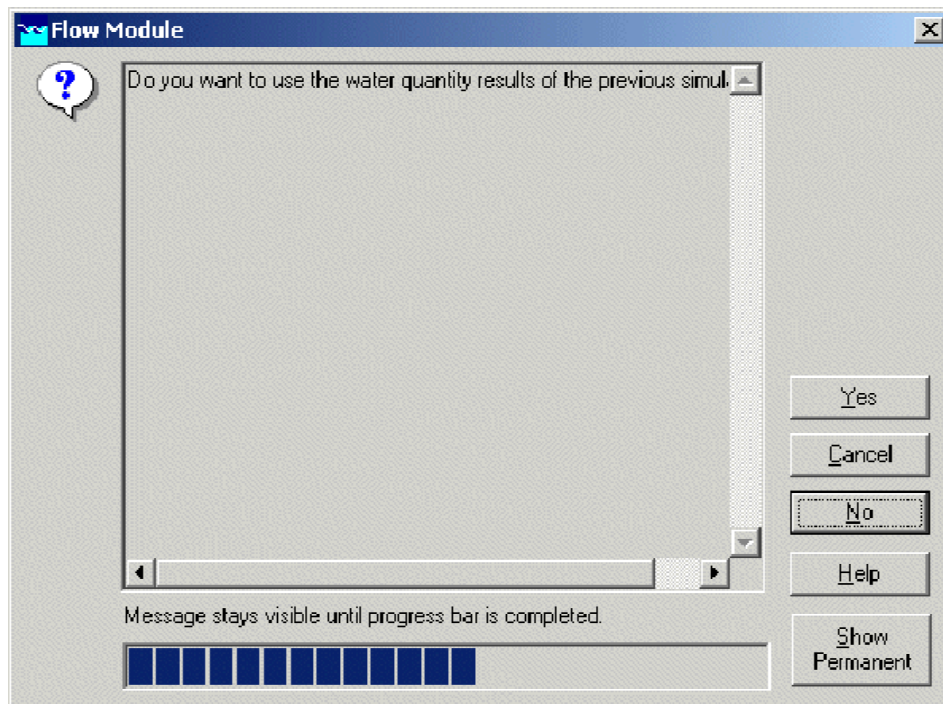 Flow Module
Do you want to use the water quantity results of the previous simul
Yes
Cancel
No
Help
Message stays visible until progress bar is completed.
Show
Permanent